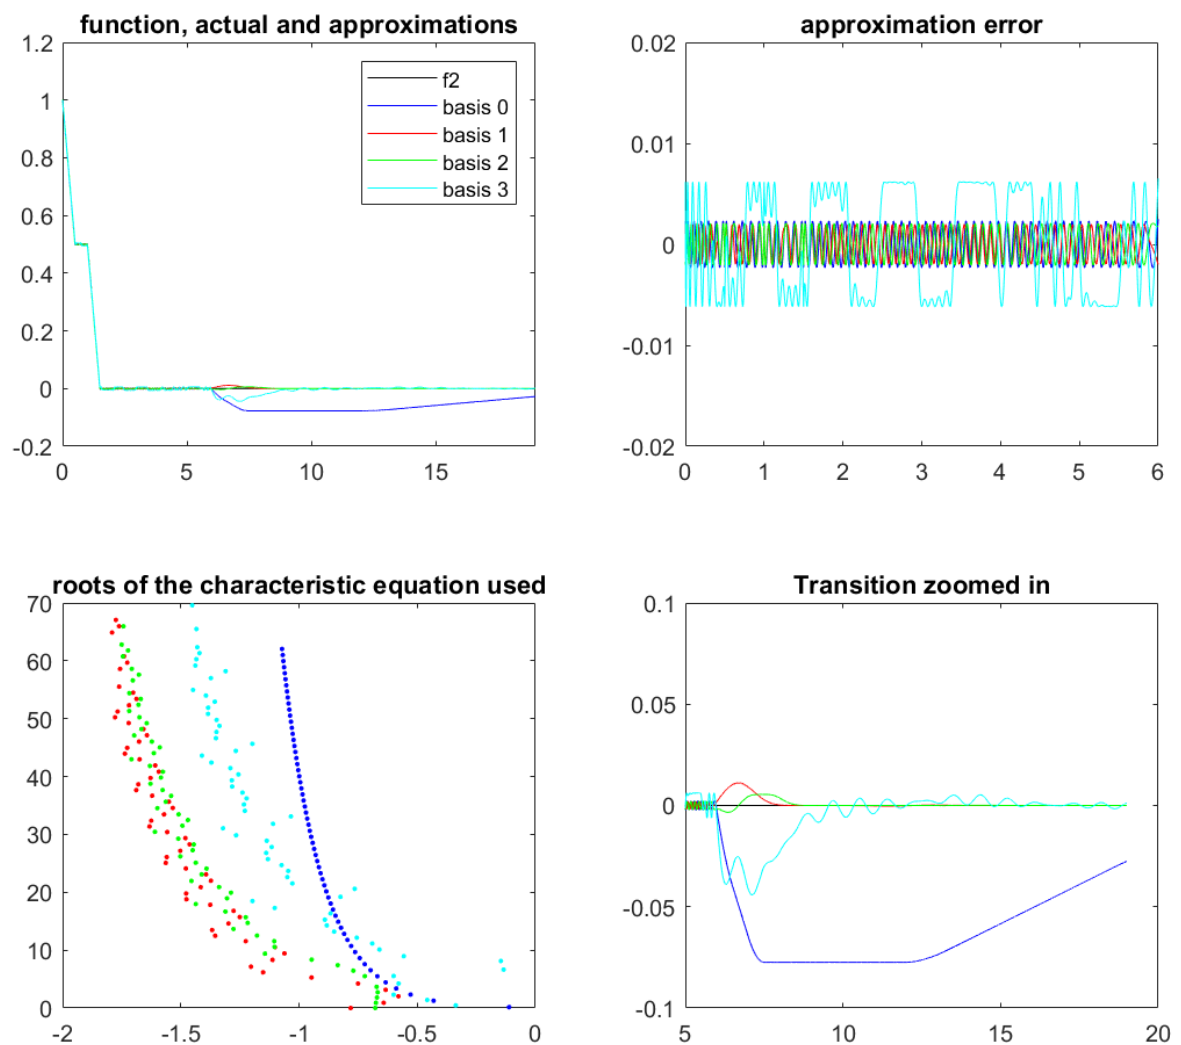 function, actual and approximations
1.2
1
0.8
0.6
0.4
0.2
0
-0.2
0 5 10 15
f2
basis 0
basis 1
basis 2
basis 3
approximation error
0.02
0.01
0
-0.01
-0.02
0 1 2 3 4 5 6
roots of the characteristic equation used
70
60
50
40
30
20
10
0
-2 -1.5 -1 -0.5 0
Transition zoomed in
0.1
0.05
0
-0.05
-0.1
5 10 15 20